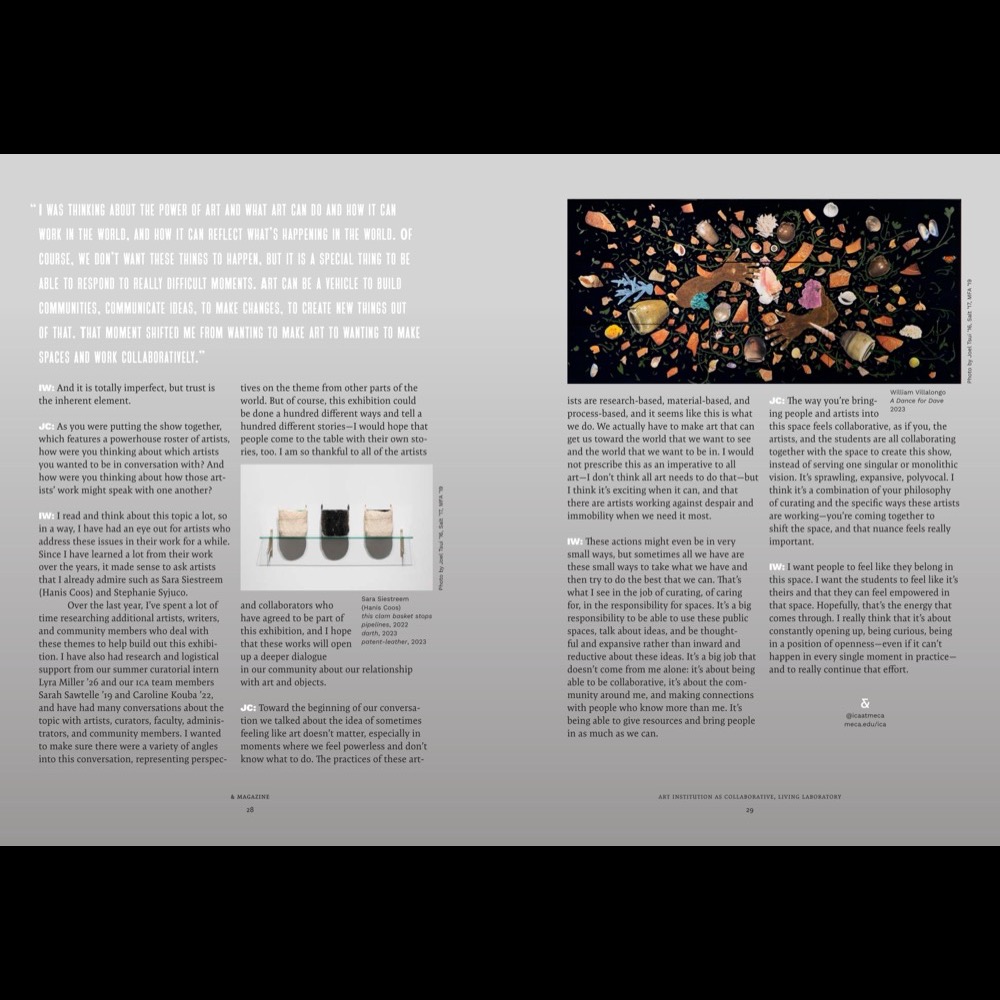 “I WAS THINKING ABOUT THE POWER OF ART AND WHAT ART CAN DO AND HOW IT CAN
WORK IN THE WORLD, AND HOW IT CAN REFLECT WHAT’S HAPPENING IN THE WORLD. OF
COURSE, WE DON’T WANT THESE THINGS TO HAPPEN, BUT IT IS A SPECIAL THING TO BE
ABLE TO RESPOND TO REALLY DIFFICULT MOMENTS. ART CAN BE A VEHICLE TO BUILD
COMMUNITIES, COMMUNICATE IDEAS, TO MAKE CHANGES, TO CREATE NEW THINGS OUT
OF THAT. THAT MOMENT SHIFTED ME FROM WANTING TO MAKE ART TO WANTING TO MAKE
SPACES AND WORK COLLABORATIVELY.”
IW: And it is totally imperfect, but trust is
the inherent element.
JC: As you were putting the show together,
which features a powerhouse roster of artists,
how were you thinking about which artists
you wanted to be in conversation with? And
how were you thinking about how those art-
ists’ work might speak with one another?
IW: I read and think about this topic a lot, so
in a way, I have had an eye out for artists who
address these issues in their work for a while.
Since I have learned a lot from their work
over the years, it made sense to ask artists
that I already admire such as Sara Siestreem
(Hanis Coos) and Stephanie Syjuco.
Over the last year, I’ve spent a lot of
time researching additional artists, writers,
and community members who deal with
these themes to help build out this exhibi-
tion. I have also had research and logistical
support from our summer curatorial intern
Lyra Miller ’26 and our ICA team members
Sarah Sawtelle ’19 and Caroline Kouba ’22,
and have had many conversations about the
topic with artists, curators, faculty, adminis-
trators, and community members. I wanted
to make sure there were a variety of angles
into this conversation, representing perspec-
tives on the theme from other parts of the
world. But of course, this exhibition could
be done a hundred different ways and tell a
hundred different stories—I would hope that
people come to the table with their own sto-
ries, too. I am so thankful to all of the artists
Photo by Joel Tsui ’16, Salt ’17, MFA ’19
Sara Siestreem
(Hanis Coos)
this clam basket stops
pipelines, 2022
darth, 2023
patent-leather, 2023
and collaborators who
have agreed to be part of
this exhibition, and I hope
that these works will open
up a deeper dialogue
in our community about our relationship
with art and objects.
JC: Toward the beginning of our conversa-
tion we talked about the idea of sometimes
feeling like art doesn’t matter, especially in
moments where we feel powerless and don’t
know what to do. The practices of these art-
& MAGAZINE
28
Photo by Joel Tsui ’16, Salt ’17, MFA ’19
William Villalongo
A Dance for Dave
2023
ists are research-based, material-based, and
process-based, and it seems like this is what
we do. We actually have to make art that can
get us toward the world that we want to see
and the world that we want to be in. I would
not prescribe this as an imperative to all
art—I don’t think all art needs to do that—but
I think it’s exciting when it can, and that
there are artists working against despair and
immobility when we need it most.
IW: These actions might even be in very
small ways, but sometimes all we have are
these small ways to take what we have and
then try to do the best that we can. That’s
what I see in the job of curating, of caring
for, in the responsibility for spaces. It’s a big
responsibility to be able to use these public
spaces, talk about ideas, and be thought-
ful and expansive rather than inward and
reductive about these ideas. It’s a big job that
doesn’t come from me alone: it’s about being
able to be collaborative, it’s about the com-
munity around me, and making connections
with people who know more than me. It’s
being able to give resources and bring people
in as much as we can.
JC: The way you’re bring-
ing people and artists into
this space feels collaborative, as if you, the
artists, and the students are all collaborating
together with the space to create this show,
instead of serving one singular or monolithic
vision. It’s sprawling, expansive, polyvocal. I
think it’s a combination of your philosophy
of curating and the specific ways these artists
are working—you’re coming together to
shift the space, and that nuance feels really
important.
IW: I want people to feel like they belong in
this space. I want the students to feel like it’s
theirs and that they can feel empowered in
that space. Hopefully, that’s the energy that
comes through. I really think that it’s about
constantly opening up, being curious, being
in a position of openness—even if it can’t
happen in every single moment in practice—
and to really continue that effort.
&
@icaatmeca
meca.edu/ica
ART INSTITUTION AS COLLABORATIVE, LIVING LABORATORY
29